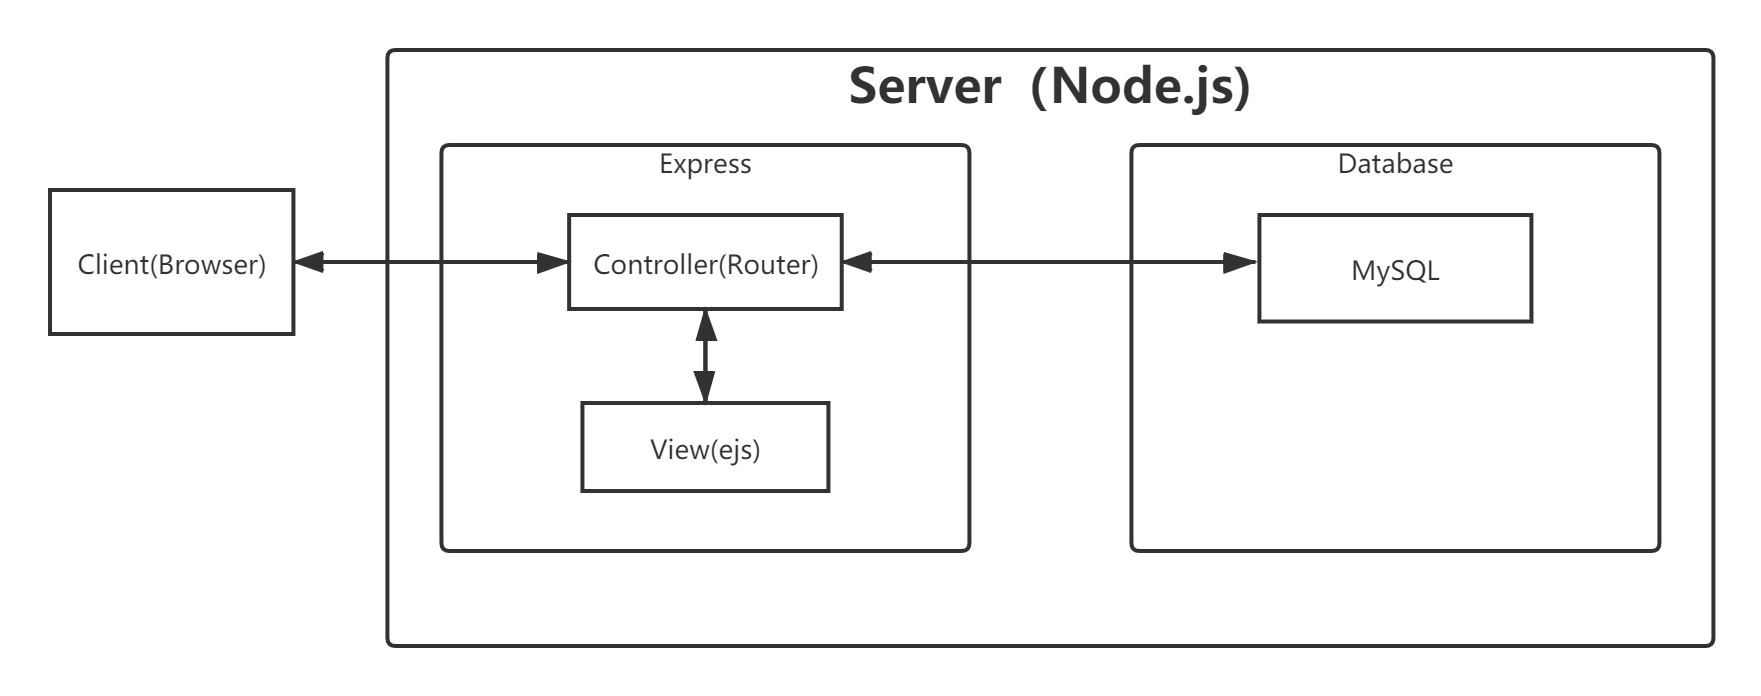 Server（Node.js)
Express
Database
Client(Browser)
Controller(Router)
MySQL
View(ejs)